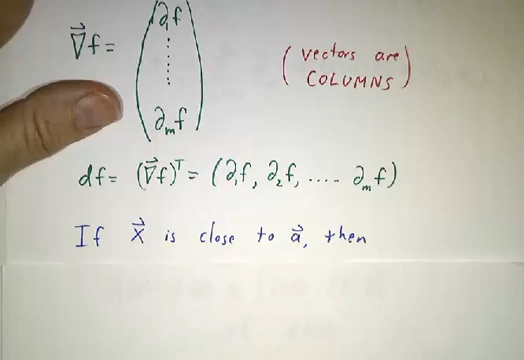 ∇⃗f = (∂₁f ⋮ ∂ₘf)
(vectors are COLUMNS)
df = (∇⃗f)ᵀ = (∂₁f, ∂₂f, .... ∂ₘf)
If x⃗ is close to a⃗, then